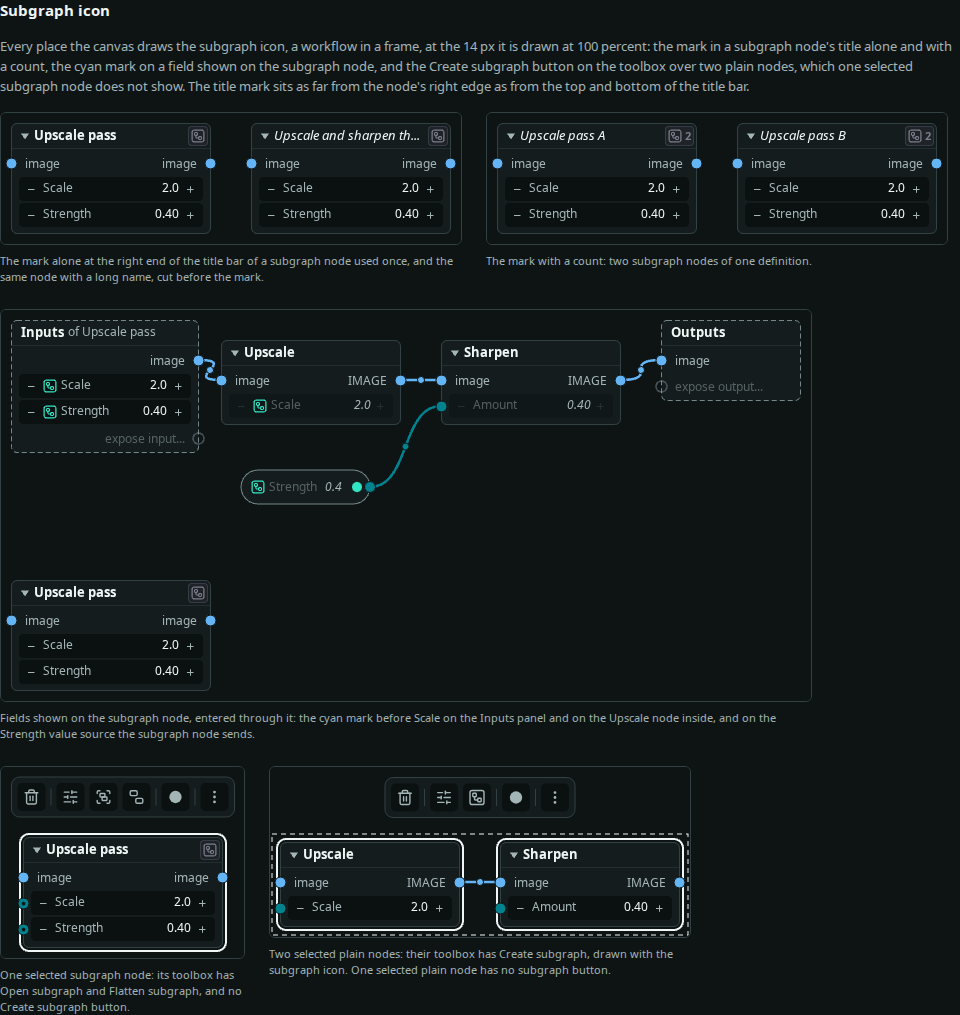 Subgraph icon
Every place the canvas draws the subgraph icon, a workflow in a frame, at the 14 px it is drawn at 100 percent: the mark in a subgraph node's title alone and with
a count, the cyan mark on a field shown on the subgraph node, and the Create subgraph button on the toolbox over two plain nodes, which one selected
subgraph node does not show. The title mark sits as far from the node's right edge as from the top and bottom of the title bar.
Upscale pass
image image
− Scale 2.0 +
− Strength 0.40 +
Upscale and sharpen th...
image image
− Scale 2.0 +
− Strength 0.40 +
The mark alone at the right end of the title bar of a subgraph node used once, and the
same node with a long name, cut before the mark.
Upscale pass A 2
image image
− Scale 2.0 +
− Strength 0.40 +
Upscale pass B 2
image image
− Scale 2.0 +
− Strength 0.40 +
The mark with a count: two subgraph nodes of one definition.
Inputs of Upscale pass
image
− Scale 2.0 +
− Strength 0.40 +
expose input...
Upscale
image IMAGE
− Scale 2.0 +
Sharpen
image IMAGE
− Amount 0.40 +
Outputs
image
expose output...
Strength 0.4
Upscale pass
image image
− Scale 2.0 +
− Strength 0.40 +
Fields shown on the subgraph node, entered through it: the cyan mark before Scale on the Inputs panel and on the Upscale node inside, and on the
Strength value source the subgraph node sends.
Upscale pass
image image
− Scale 2.0 +
− Strength 0.40 +
One selected subgraph node: its toolbox has
Open subgraph and Flatten subgraph, and no
Create subgraph button.
Upscale
image IMAGE
− Scale 2.0 +
Sharpen
image IMAGE
− Amount 0.40 +
Two selected plain nodes: their toolbox has Create subgraph, drawn with the
subgraph icon. One selected plain node has no subgraph button.